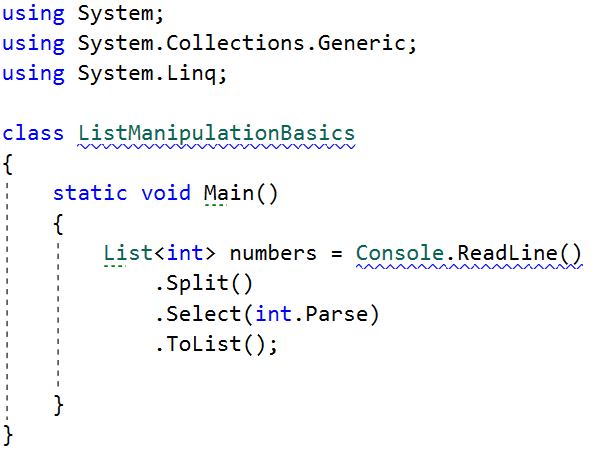 using System;
using System.Collections.Generic;
using System.Linq;
class ListManipulationBasics
{
static void Main()
{
List<int> numbers = Console.ReadLine()
.Split()
.Select(int.Parse)
.ToList();
}
}